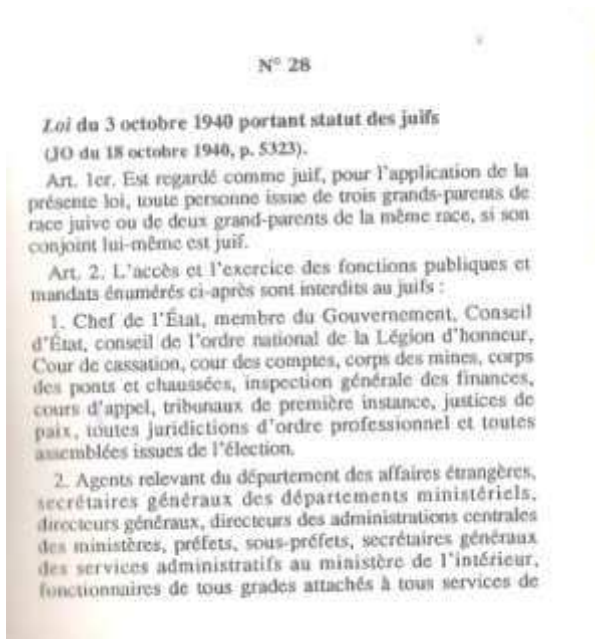 N° 28
Loi du 3 octobre 1940 portant statut des juifs
(JO du 18 octobre 1940, p. 5323).
Art. 1er. Est regardé comme juif, pour l'application de la
présente loi, toute personne issue de trois grands-parents de
race juive ou de deux grand-parents de la même race, si son
conjoint lui-même est juif.
Art. 2. L'accès et l'exercice des fonctions publiques et
mandats énumérés ci-après sont interdits au juifs :
1. Chef de l'État, membre du Gouvernement, Conseil
d'État, conseil de l'ordre national de la Légion d'honneur,
Cour de cassation, cour des comptes, corps des mines, corps
des ponts et chaussées, inspection générale des finances,
cours d'appel, tribunaux de première instance, justices de
paix, toutes juridictions d'ordre professionnel et toutes
assemblées issues de l'élection.
2. Agents relevant du département des affaires étrangères,
secrétaires généraux des départements ministériels,
directeurs généraux, directeurs des administrations centrales
des ministères, préfets, sous-préfets, secrétaires généraux
des services administratifs au ministère de l'intérieur,
fonctionnaires de tous grades attachés à tous services de